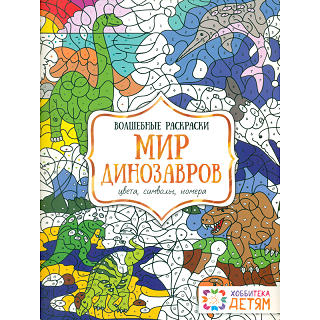 ВОЛШЕБНЫЕ РАСКРАСКИ
МИР
ДИНОЗАВРОВ
цвета, символы, номера
ХОББИТЕКА
ДЕТЯМ